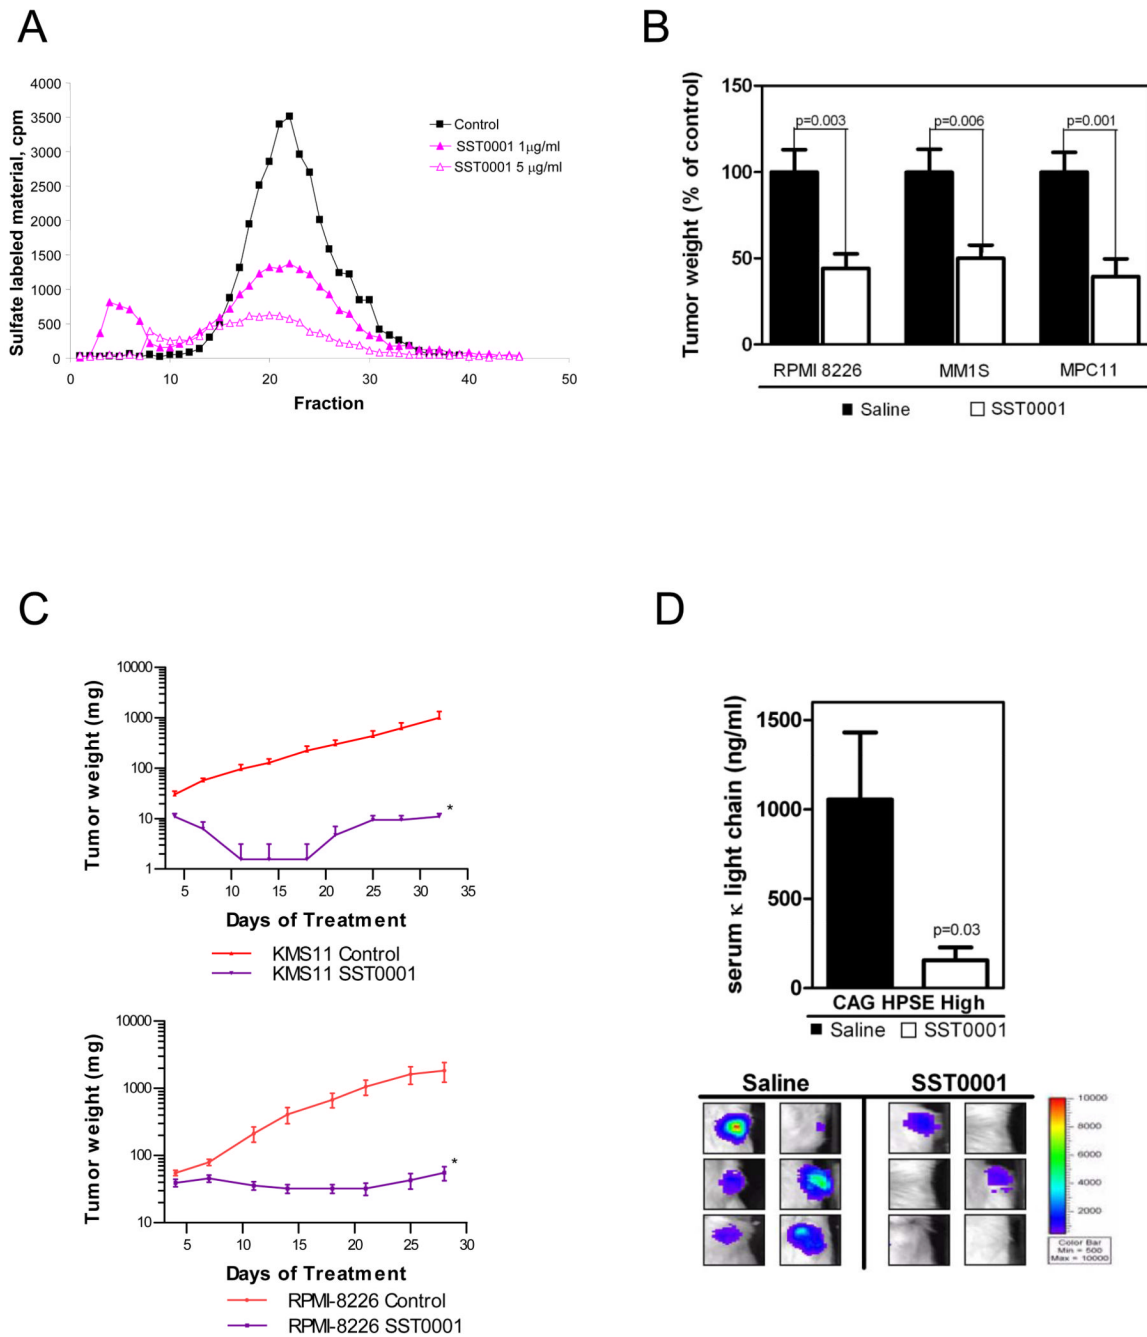 A
4000
3500
3000
2500
2000
1500
1000
500
0
Sulfate labeled material, cpm
0 10 20 30 40 50
Fraction
Control
SST0001 1μg/ml
SST0001 5 μg/ml
B
150
100
50
0
Tumor weight (% of control)
p=0.003 p=0.006 p=0.001
RPMI 8226 MM1S MPC11
Saline SST0001
C
10000
1000
100
10
1
Tumor weight (mg)
5 10 15 20 25 30 35
Days of Treatment
KMS11 Control
KMS11 SST0001
*
10000
1000
100
10
Tumor weight (mg)
5 10 15 20 25 30
Days of Treatment
RPMI-8226 Control
RPMI-8226 SST0001
*
D
1500
1000
500
0
serum κ light chain (ng/ml)
p=0.03
CAG HPSE High
Saline SST0001
Saline SST0001
10000
8000
6000
4000
2000
Color Bar
Min = 500
Max = 10000